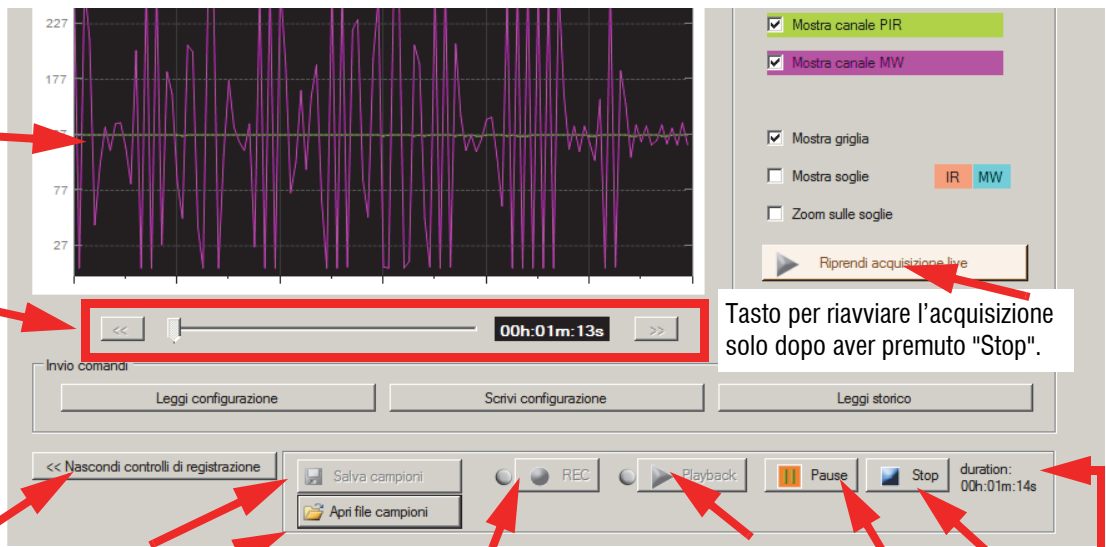 227
177
77
27
Mostra canale PIR
Mostra canale MW
Mostra griglia
Mostra soglie
IR MW
Zoom sulle soglie
Riprendi acquisizione live
Tasto per riavviare l'acquisizione
solo dopo aver premuto "Stop".
<< 00h:01m:13s >>
Invio comandi
Leggi configurazione Scrivi configurazione Leggi storico
<< Nascondi controlli di registrazione
Salva campioni REC Playback Pause Stop duration:
00h:01m:14s
Apri file campioni